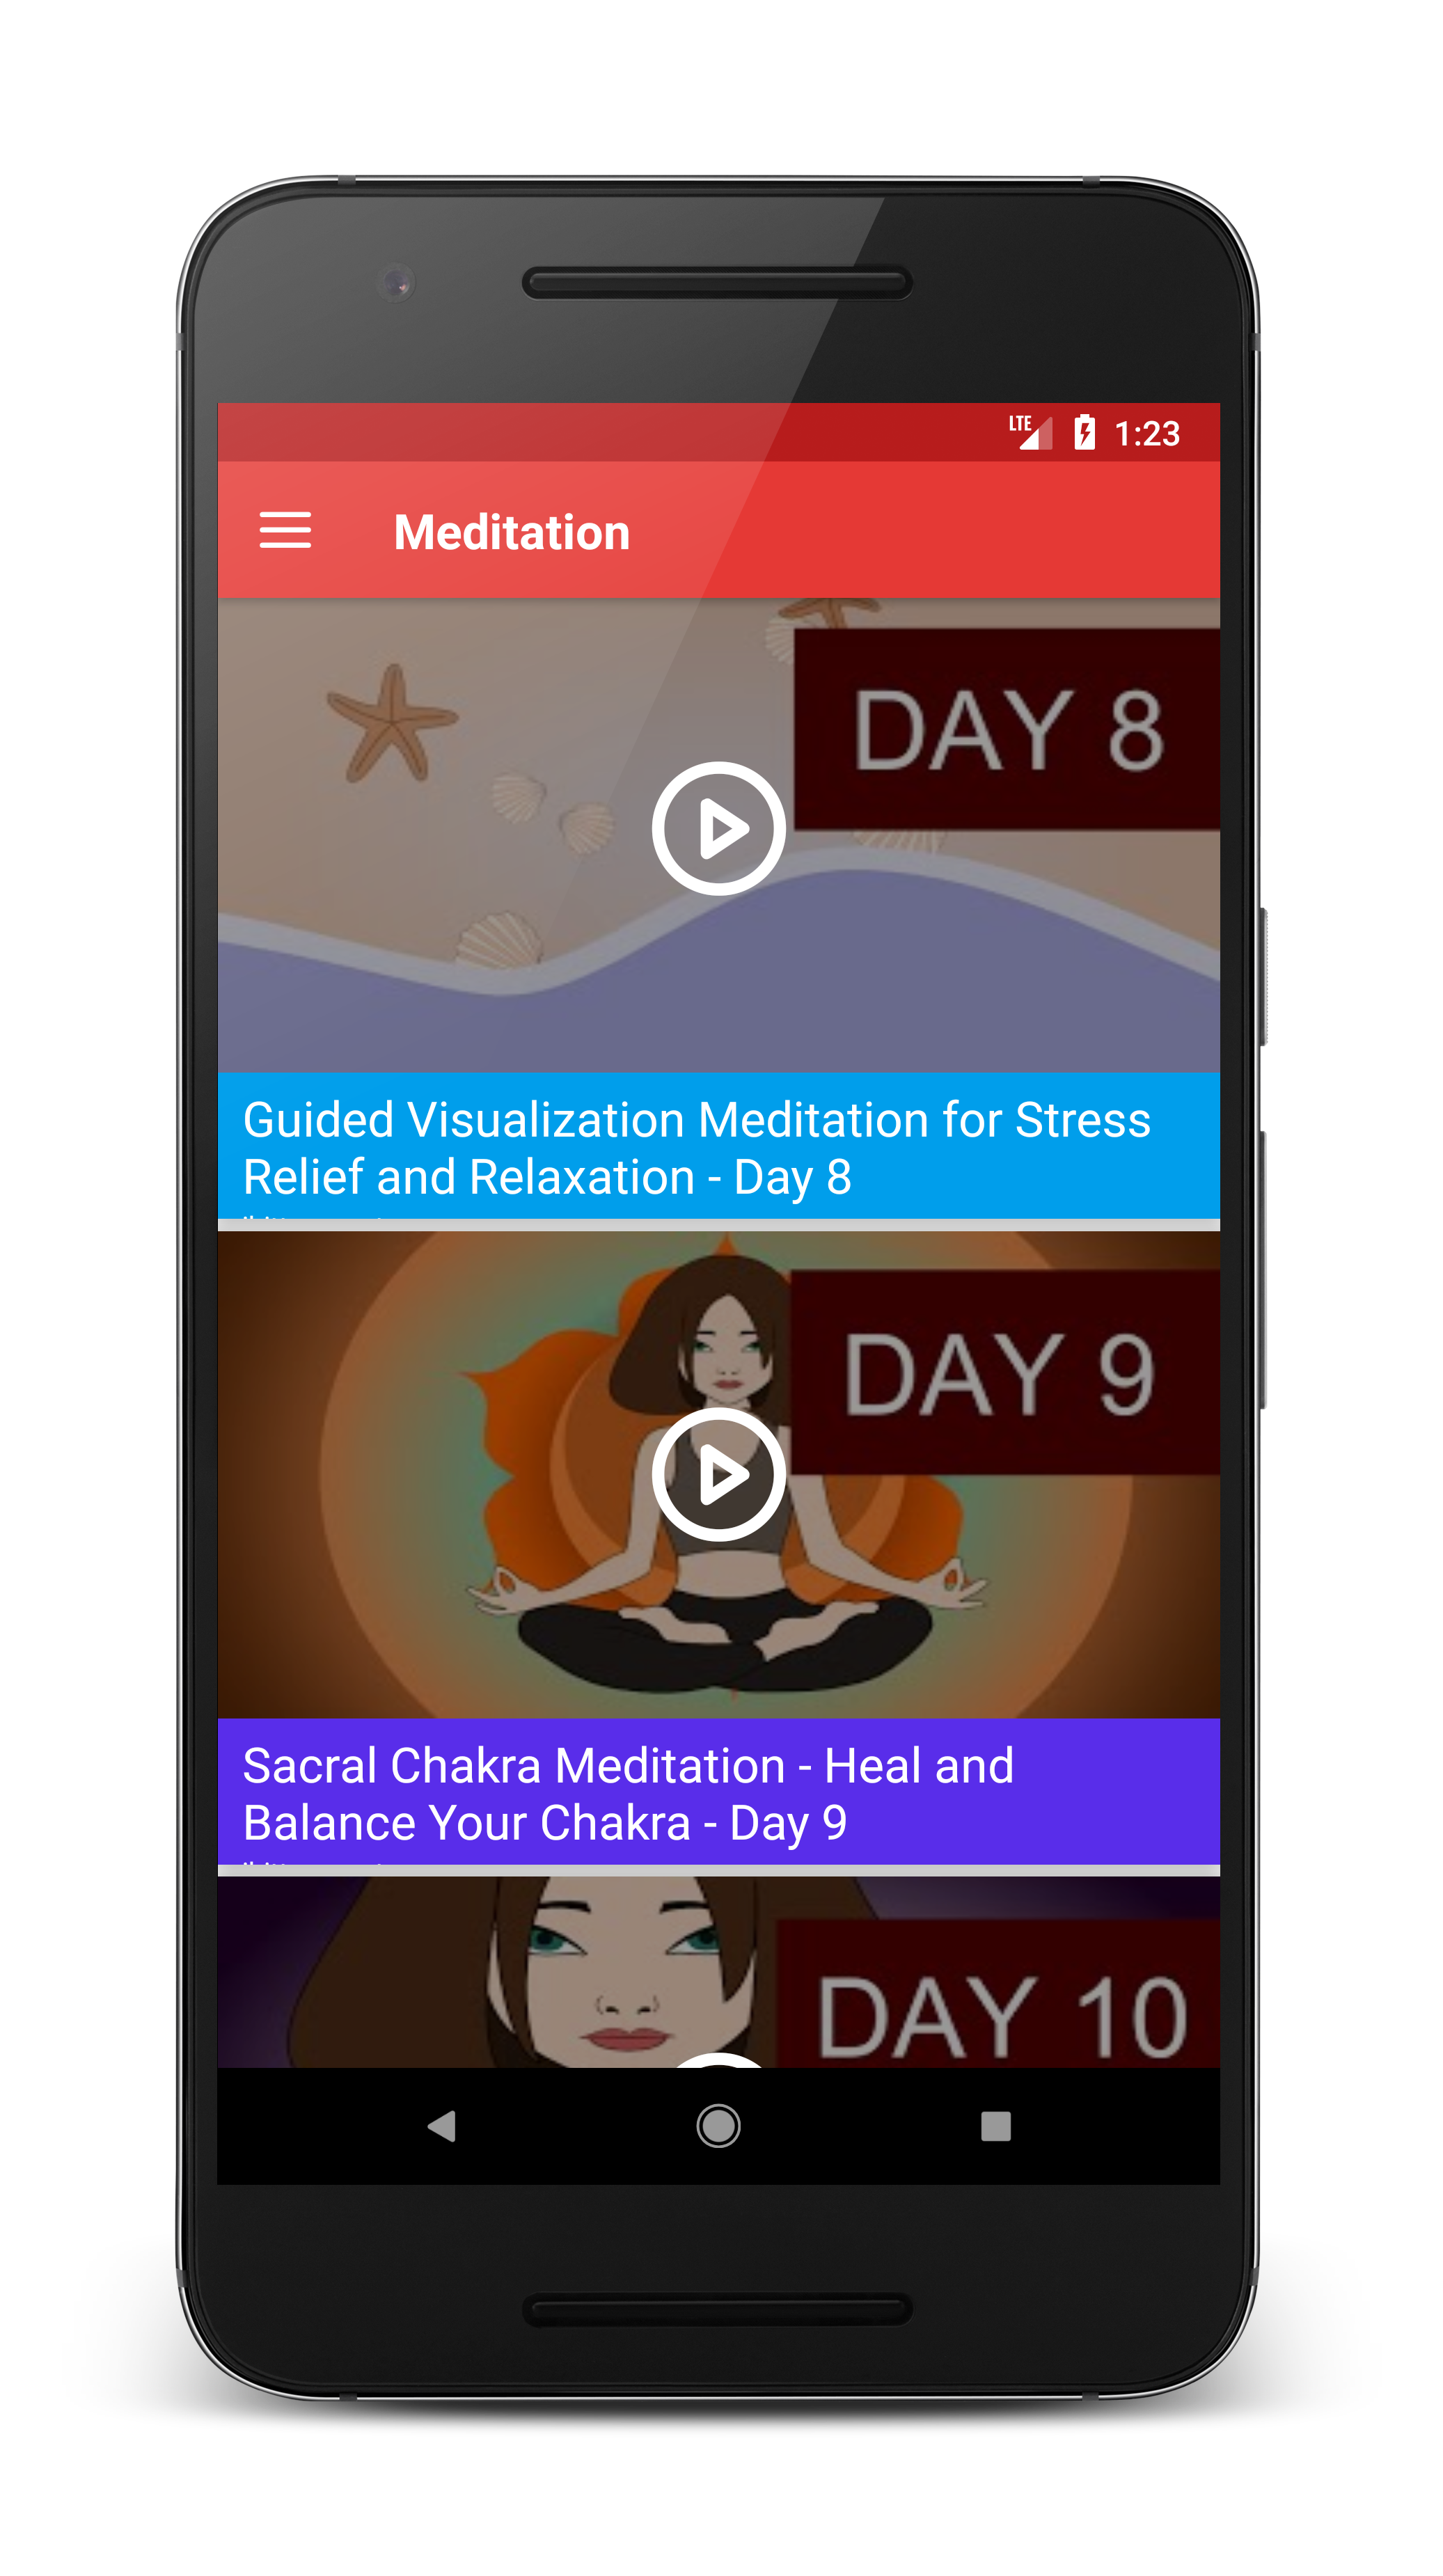 LTE 1:23
Meditation
DAY 8
Guided Visualization Meditation for Stress
Relief and Relaxation - Day 8
DAY 9
Sacral Chakra Meditation - Heal and
Balance Your Chakra - Day 9
DAY 10